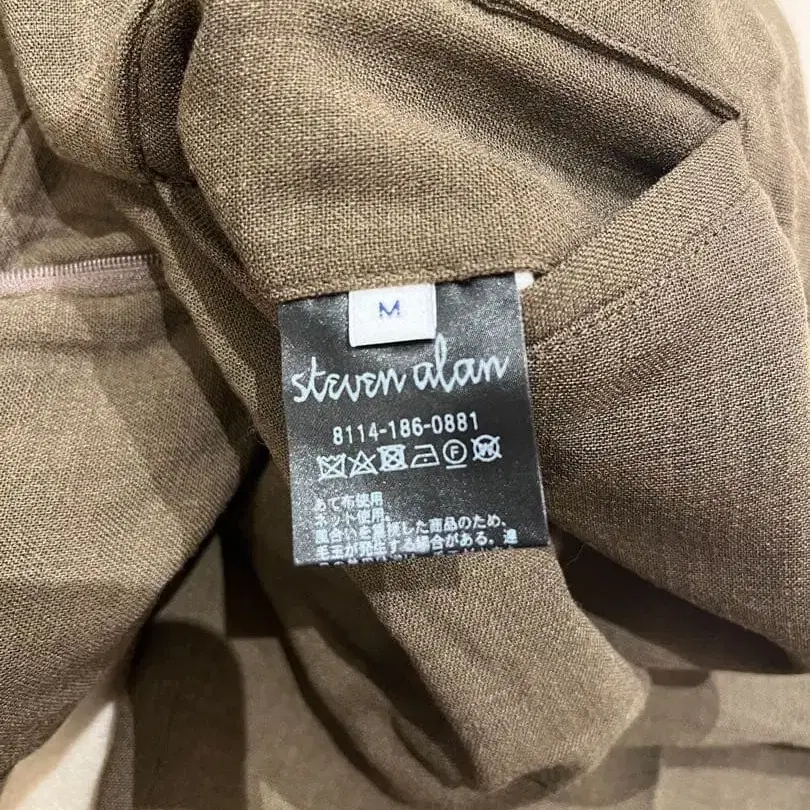 M
steven alan
8114-186-0881
F W
あて布使用
ネット使用。
風合いを重視した商品のため、
毛玉が発生する場合がある。過